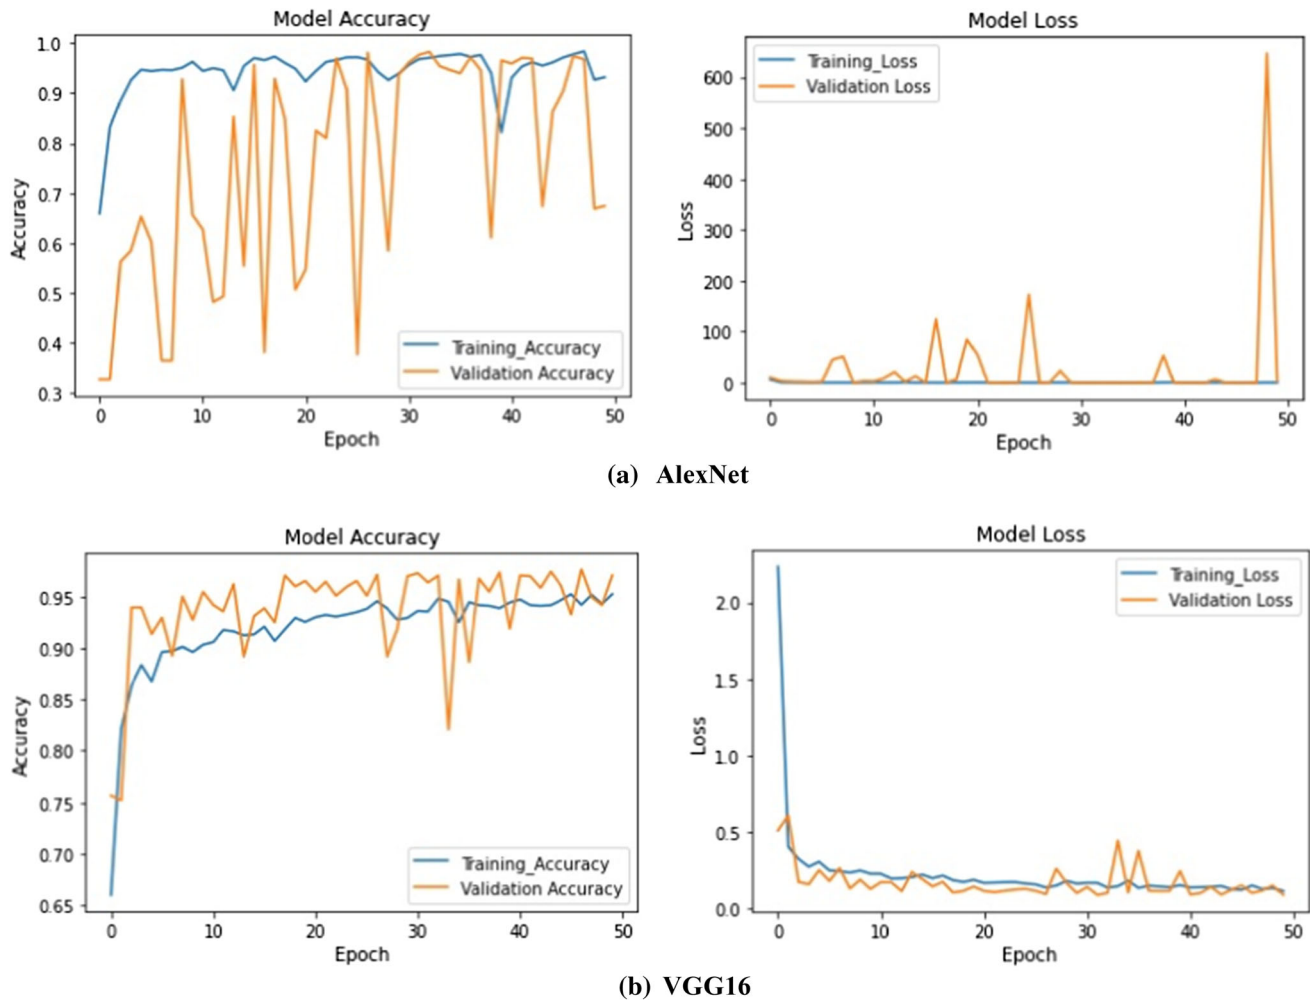 Model Accuracy
1.0
0.9
0.8
0.7
0.6
0.5
0.4
0.3
Accuracy
Training_Accuracy
Validation Accuracy
0 10 20 30 40 50
Epoch
Model Loss
Training_Loss
Validation Loss
600
500
400
300
200
100
0
Loss
0 10 20 30 40 50
Epoch
(a) AlexNet
Model Accuracy
0.95
0.90
0.85
0.80
0.75
0.70
0.65
Accuracy
Training_Accuracy
Validation Accuracy
0 10 20 30 40 50
Epoch
Model Loss
Training_Loss
Validation Loss
2.0
1.5
1.0
0.5
0.0
Loss
0 10 20 30 40 50
Epoch
(b) VGG16